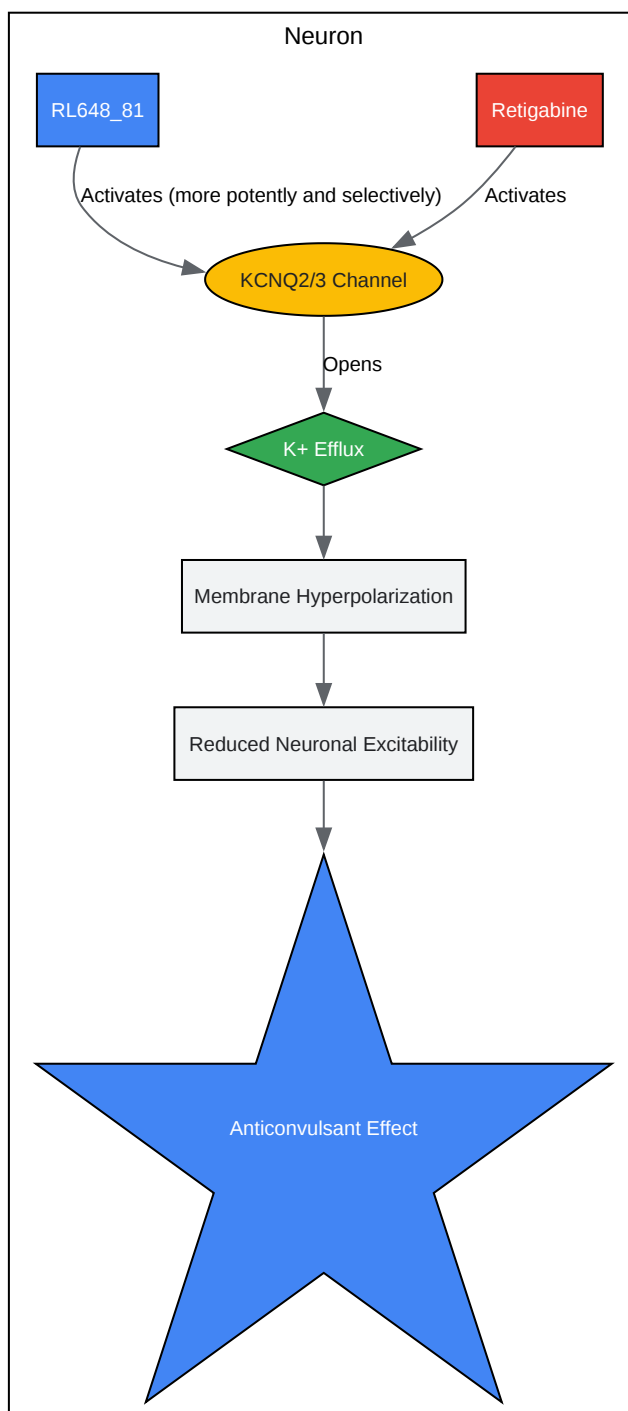 Neuron
RL648_81
Retigabine
Activates (more potently and selectively)
Activates
KCNQ2/3 Channel
Opens
K+ Efflux
Membrane Hyperpolarization
Reduced Neuronal Excitability
Anticonvulsant Effect